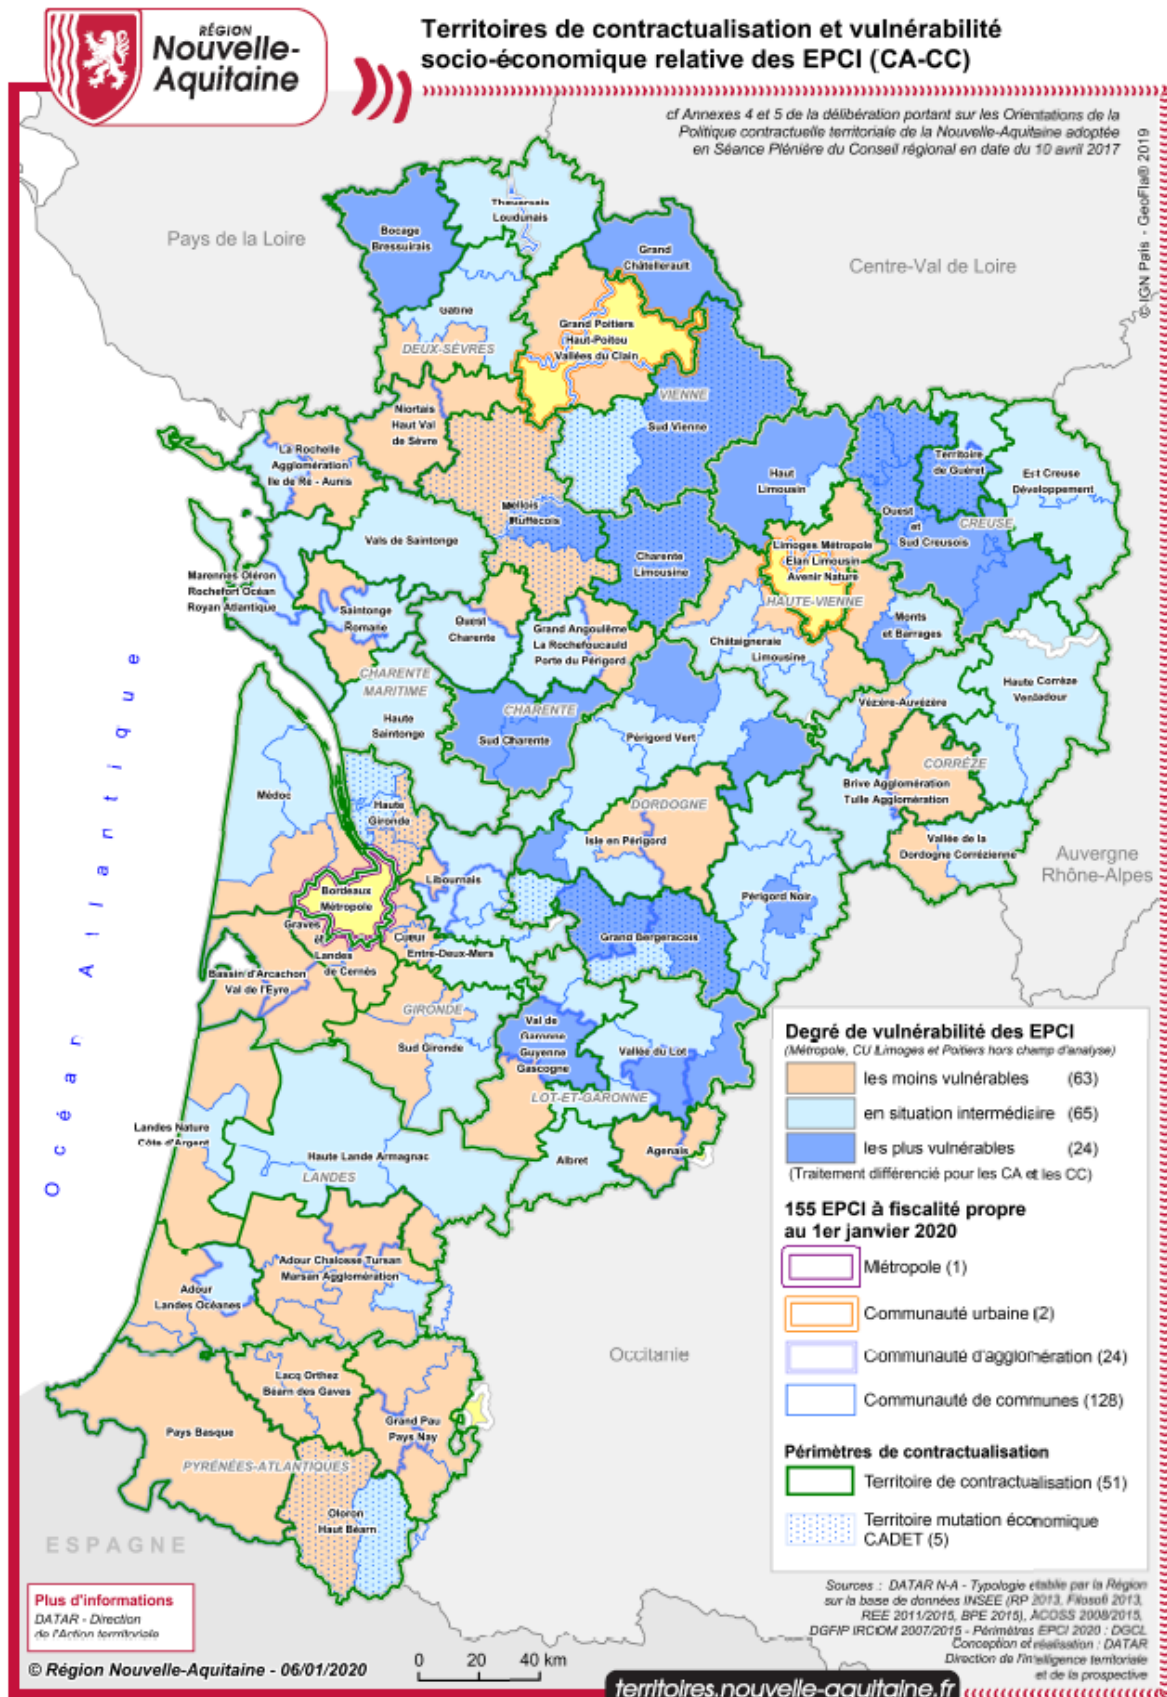 RÉGION
Nouvelle-
Aquitaine
Territoires de contractualisation et vulnérabilité
socio-économique relative des EPCI (CA-CC)
cf Annexes 4 et 5 de la délibération portant sur les Orientations de la
Politique contractuelle territoriale de la Nouvelle-Aquitaine adoptée
en Séance Plénière du Conseil régional en date du 10 avril 2017
© IGN Paris - GeoFla® 2019
Pays de la Loire
Centre-Val de Loire
Auvergne
Rhône-Alpes
Occitanie
ESPAGNE
Océan Atlantique
Thouarsais
Loudunais
Bocage
Bressuirais
Grand
Châtellerault
Gatine
DEUX-SÈVRES
Grand Poitiers
Haut-Poitou
Vallées du Clain
VIENNE
Sud Vienne
Niortais
Haut Val
de Sèvre
La Rochelle
Agglomération
Ile de Ré - Aunis
Mellois
Ruffécois
Haut
Limousin
Territoire
de Guéret
Est Creuse
Développement
Ouest
et
Sud Creusois
CREUSE
Vals de Saintonge
Charente
Limousine
Limoges Métropole
Elan Limousin
Avenir Nature
HAUTE-VIENNE
Marennes Oléron
Rochefort Océan
Royan Atlantique
Saintonge
Romane
Ouest
Charente
Grand Angoulême
La Rochefoucauld
Porte du Périgord
Châtaigneraie
Limousine
Monts
et Barrages
CHARENTE
MARITIME
Haute
Saintonge
CHARENTE
Sud Charente
Périgord Vert
Vézère-Auvézère
Haute Corrèze
Ventadour
CORRÈZE
Brive Agglomération
Tulle Agglomération
Médoc
Haute
Gironde
DORDOGNE
Isle en Périgord
Vallée de la
Dordogne Corrézienne
Libournais
Périgord Noir
Bordeaux
Métropole
Graves
et
Landes
de Cernès
Cœur
Entre-Deux-Mers
Grand Bergeracois
Bassin d'Arcachon
Val de l'Eyre
GIRONDE
Sud Gironde
Val de
Garonne
Guyenne
Gascogne
Vallée du Lot
LOT-ET-GARONNE
Landes Nature
Côte d'Argent
Haute Lande Armagnac
LANDES
Albret
Agenais
Adour Chalosse Tursan
Marsan Agglomération
Adour
Landes Océanes
Lacq Orthez
Béarn des Gaves
Pays Basque
Grand Pau
Pays Nay
PYRÉNÉES-ATLANTIQUES
Oloron
Haut Béarn
Degré de vulnérabilité des EPCI
(Métropole, CU Limoges et Poitiers hors champ d'analyse)
les moins vulnérables (63)
en situation intermédiaire (65)
les plus vulnérables (24)
(Traitement différencié pour les CA et les CC)
155 EPCI à fiscalité propre
au 1er janvier 2020
Métropole (1)
Communauté urbaine (2)
Communauté d'agglomération (24)
Communauté de communes (128)
Périmètres de contractualisation
Territoire de contractualisation (51)
Territoire mutation économique
CADET (5)
Plus d'informations
DATAR - Direction
de l'Action territoriale
© Région Nouvelle-Aquitaine - 06/01/2020
0 20 40 km
Sources : DATAR N-A - Typologie établie par la Région
sur la base de données INSEE (RP 2013, Filosofi 2013,
REE 2011/2015, BPE 2015), ACOSS 2008/2015,
DGFIP IRCOM 2007/2015 - Périmètres EPCI 2020 : DGCL
Conception et réalisation : DATAR
Direction de l'intelligence territoriale
et de la prospective
territoires.nouvelle-aquitaine.fr